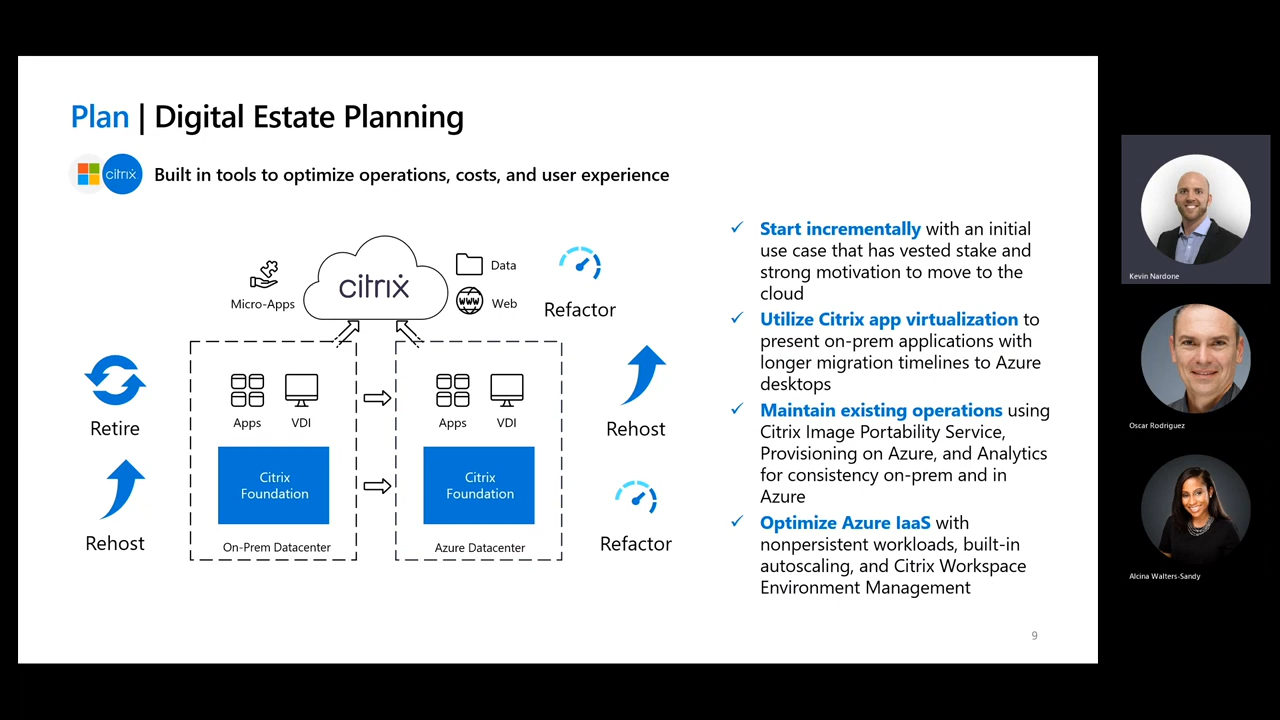 Plan | Digital Estate Planning
citrix
Built in tools to optimize operations, costs, and user experience
citrix
Micro-Apps
Data
WWW
Web
Refactor
Retire
Rehost
Apps
VDI
Citrix
Foundation
On-Prem Datacenter
Apps
VDI
Citrix
Foundation
Azure Datacenter
Rehost
Refactor
Start incrementally with an initial
use case that has vested stake and
strong motivation to move to the
cloud
Utilize Citrix app virtualization to
present on-prem applications with
longer migration timelines to Azure
desktops
Maintain existing operations using
Citrix Image Portability Service,
Provisioning on Azure, and Analytics
for consistency on-prem and in
Azure
Optimize Azure IaaS with
nonpersistent workloads, built-in
autoscaling, and Citrix Workspace
Environment Management
9
Kevin Nardone
Oscar Rodriguez
Alcina Walters-Sandy